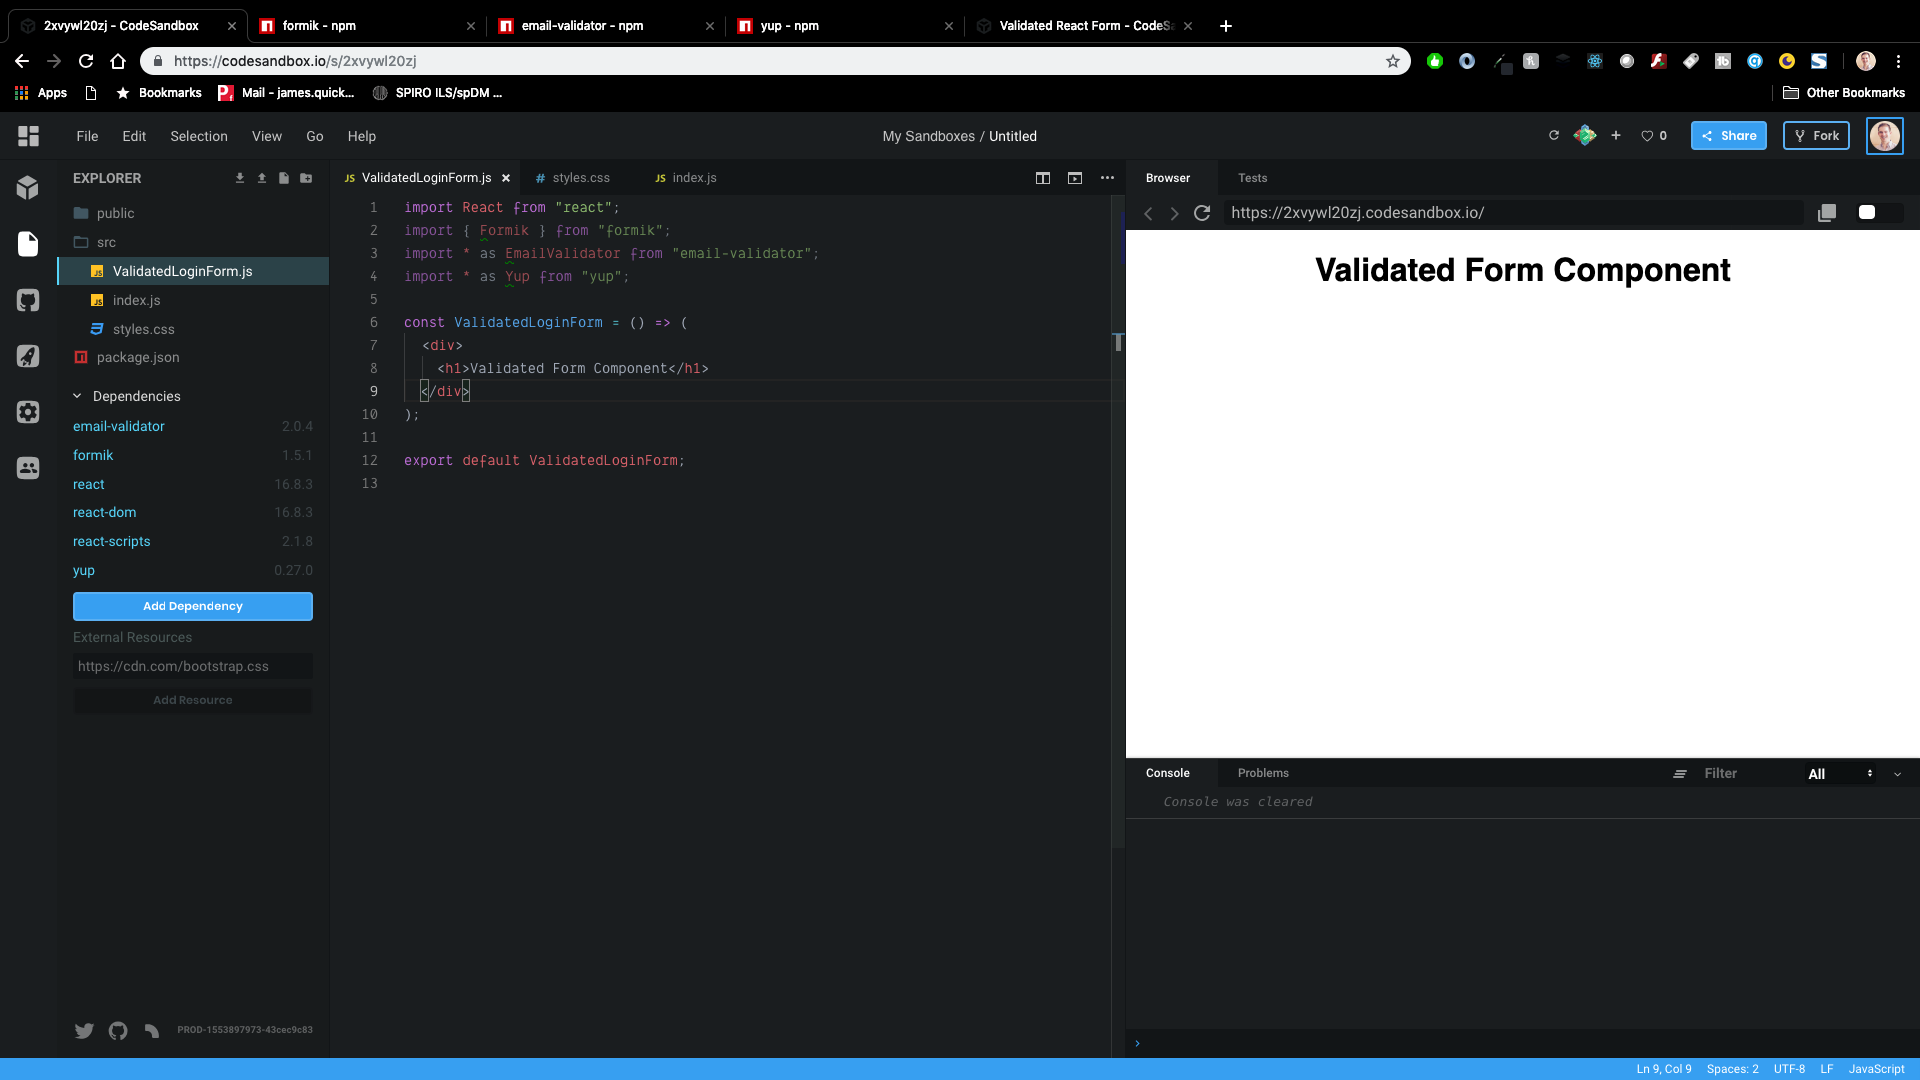 2xvywl20zj - CodeSandbox
formik - npm
email-validator - npm
yup - npm
Validated React Form - CodeS
https://codesandbox.io/s/2xvywl20zj
Apps
Bookmarks
Mail - james.quick...
SPIRO ILS/spDM ...
Other Bookmarks
File Edit Selection View Go Help
My Sandboxes / Untitled
0
Share
Fork
EXPLORER
public
src
ValidatedLoginForm.js
index.js
styles.css
package.json
Dependencies
email-validator 2.0.4
formik 1.5.1
react 16.8.3
react-dom 16.8.3
react-scripts 2.1.8
yup 0.27.0
Add Dependency
External Resources
https://cdn.com/bootstrap.css
Add Resource
PROD-1553897973-43cec9c83
JS ValidatedLoginForm.js
# styles.css
JS index.js
1 import React from "react";
2 import { Formik } from "formik";
3 import * as EmailValidator from "email-validator";
4 import * as Yup from "yup";
5
6 const ValidatedLoginForm = () => (
7 <div>
8 <h1>Validated Form Component</h1>
9 </div>
10 );
11
12 export default ValidatedLoginForm;
13
Browser
Tests
https://2xvywl20zj.codesandbox.io/
Validated Form Component
Console
Problems
Filter
All
Console was cleared
Ln 9, Col 9
Spaces: 2
UTF-8
LF
JavaScript